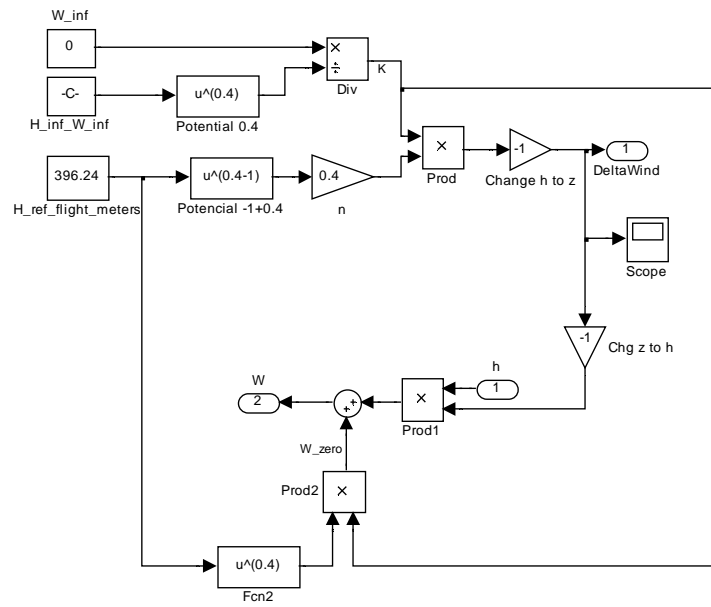 W_inf
0
×
÷
K
Div
-C-
H_inf_W_inf
u^(0.4)
Potential 0.4
396.24
H_ref_flight_meters
u^(0.4-1)
Potencial -1+0.4
0.4
n
×
Prod
-1
Change h to z
1
DeltaWind
Scope
-1
Chg z to h
h
1
×
Prod1
W
2
+
+
W_zero
Prod2
×
u^(0.4)
Fcn2